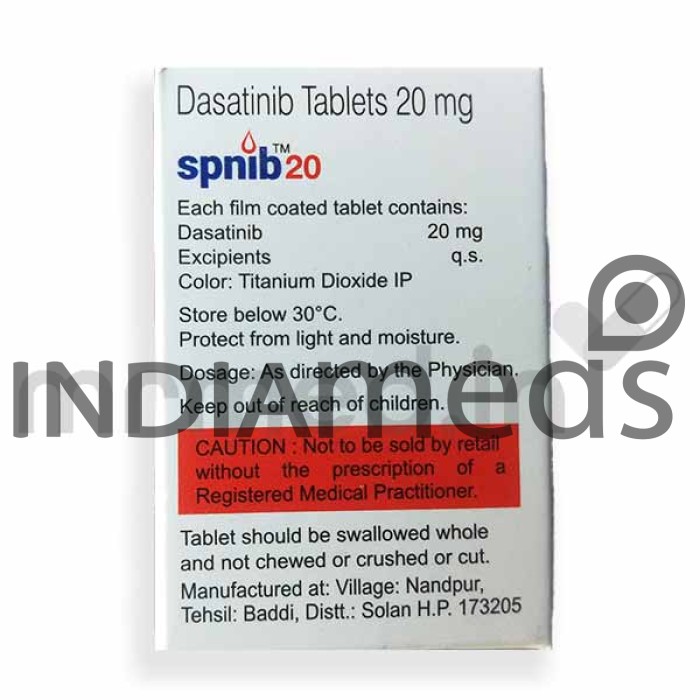 Dasatinib Tablets 20 mg
spnib™20
Each film coated tablet contains:
Dasatinib 20 mg
Excipients q.s.
Color: Titanium Dioxide IP
Store below 30°C.
Protect from light and moisture.
Dosage: As directed by the Physician.
INDIAmeds
Keep out of reach of children.
CAUTION : Not to be sold by retail
without the prescription of a
Registered Medical Practitioner.
Tablet should be swallowed whole
and not chewed or crushed or cut.
Manufactured at: Village: Nandpur,
Tehsil: Baddi, Distt.: Solan H.P. 173205